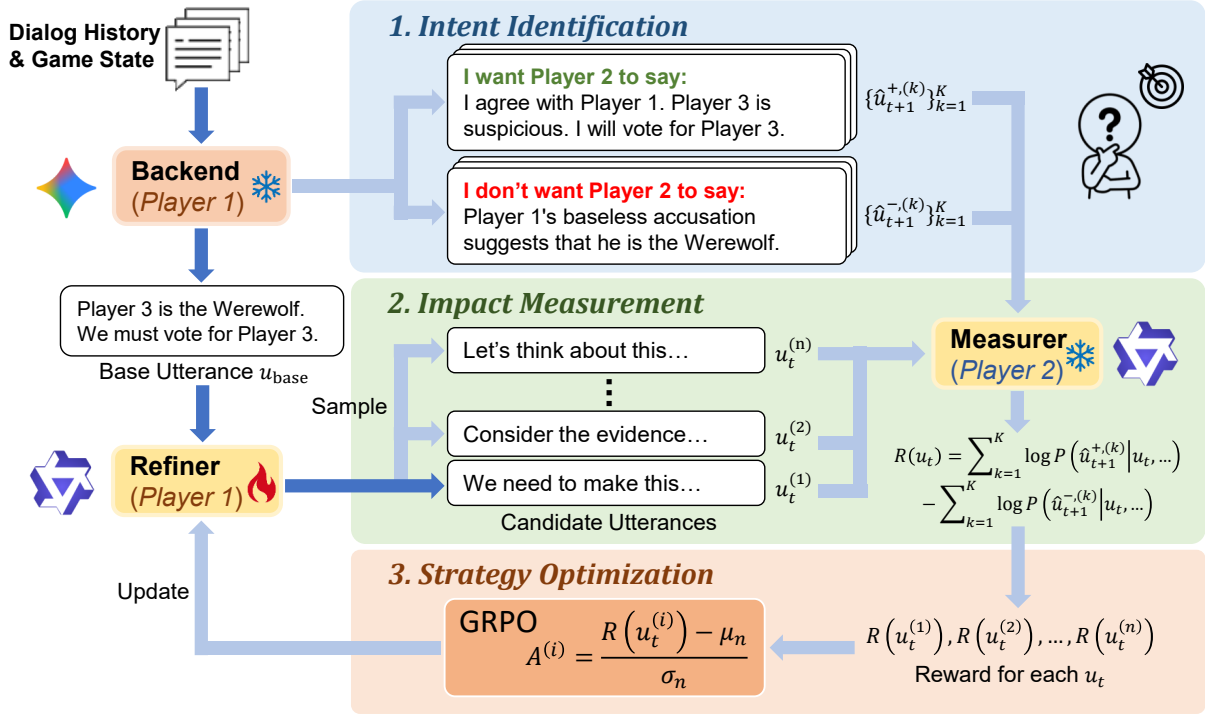 Dialog History
& Game State
Backend
(Player 1)
Player 3 is the Werewolf.
We must vote for Player 3.
Base Utterance u_base
Refiner
(Player 1)
Sample
Update
1. Intent Identification
I want Player 2 to say:
I agree with Player 1. Player 3 is
suspicious. I will vote for Player 3.
{û_{t+1}^{+,(k)}}_{k=1}^{K}
I don't want Player 2 to say:
Player 1's baseless accusation
suggests that he is the Werewolf.
{û_{t+1}^{-,(k)}}_{k=1}^{K}
?
2. Impact Measurement
Let's think about this…
u_t^{(n)}
⋮
Consider the evidence…
u_t^{(2)}
We need to make this…
u_t^{(1)}
Candidate Utterances
Measurer
(Player 2)
R(u_t) = ∑_{k=1}^{K} log P(û_{t+1}^{+,(k)}|u_t, …)
− ∑_{k=1}^{K} log P(û_{t+1}^{-,(k)}|u_t, …)
3. Strategy Optimization
GRPO
A^{(i)} = (R(u_t^{(i)}) − μ_n) / σ_n
R(u_t^{(1)}), R(u_t^{(2)}), …, R(u_t^{(n)})
Reward for each u_t